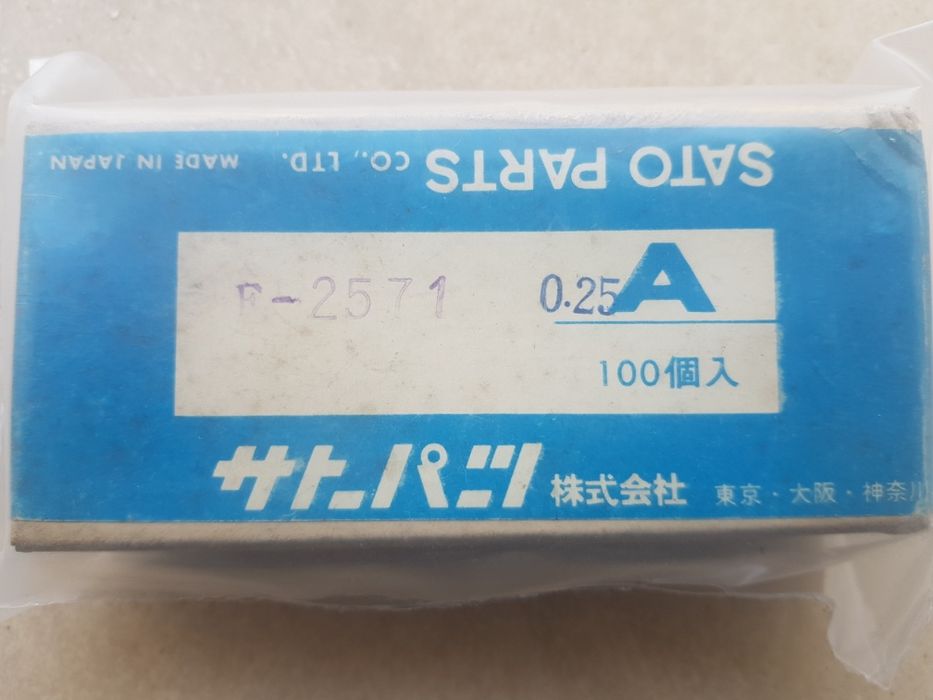 SATO PARTS CO., LTD. MADE IN JAPAN
F-2571 0.25A
100個入
サトーパーツ株式会社 東京・大阪・神奈川